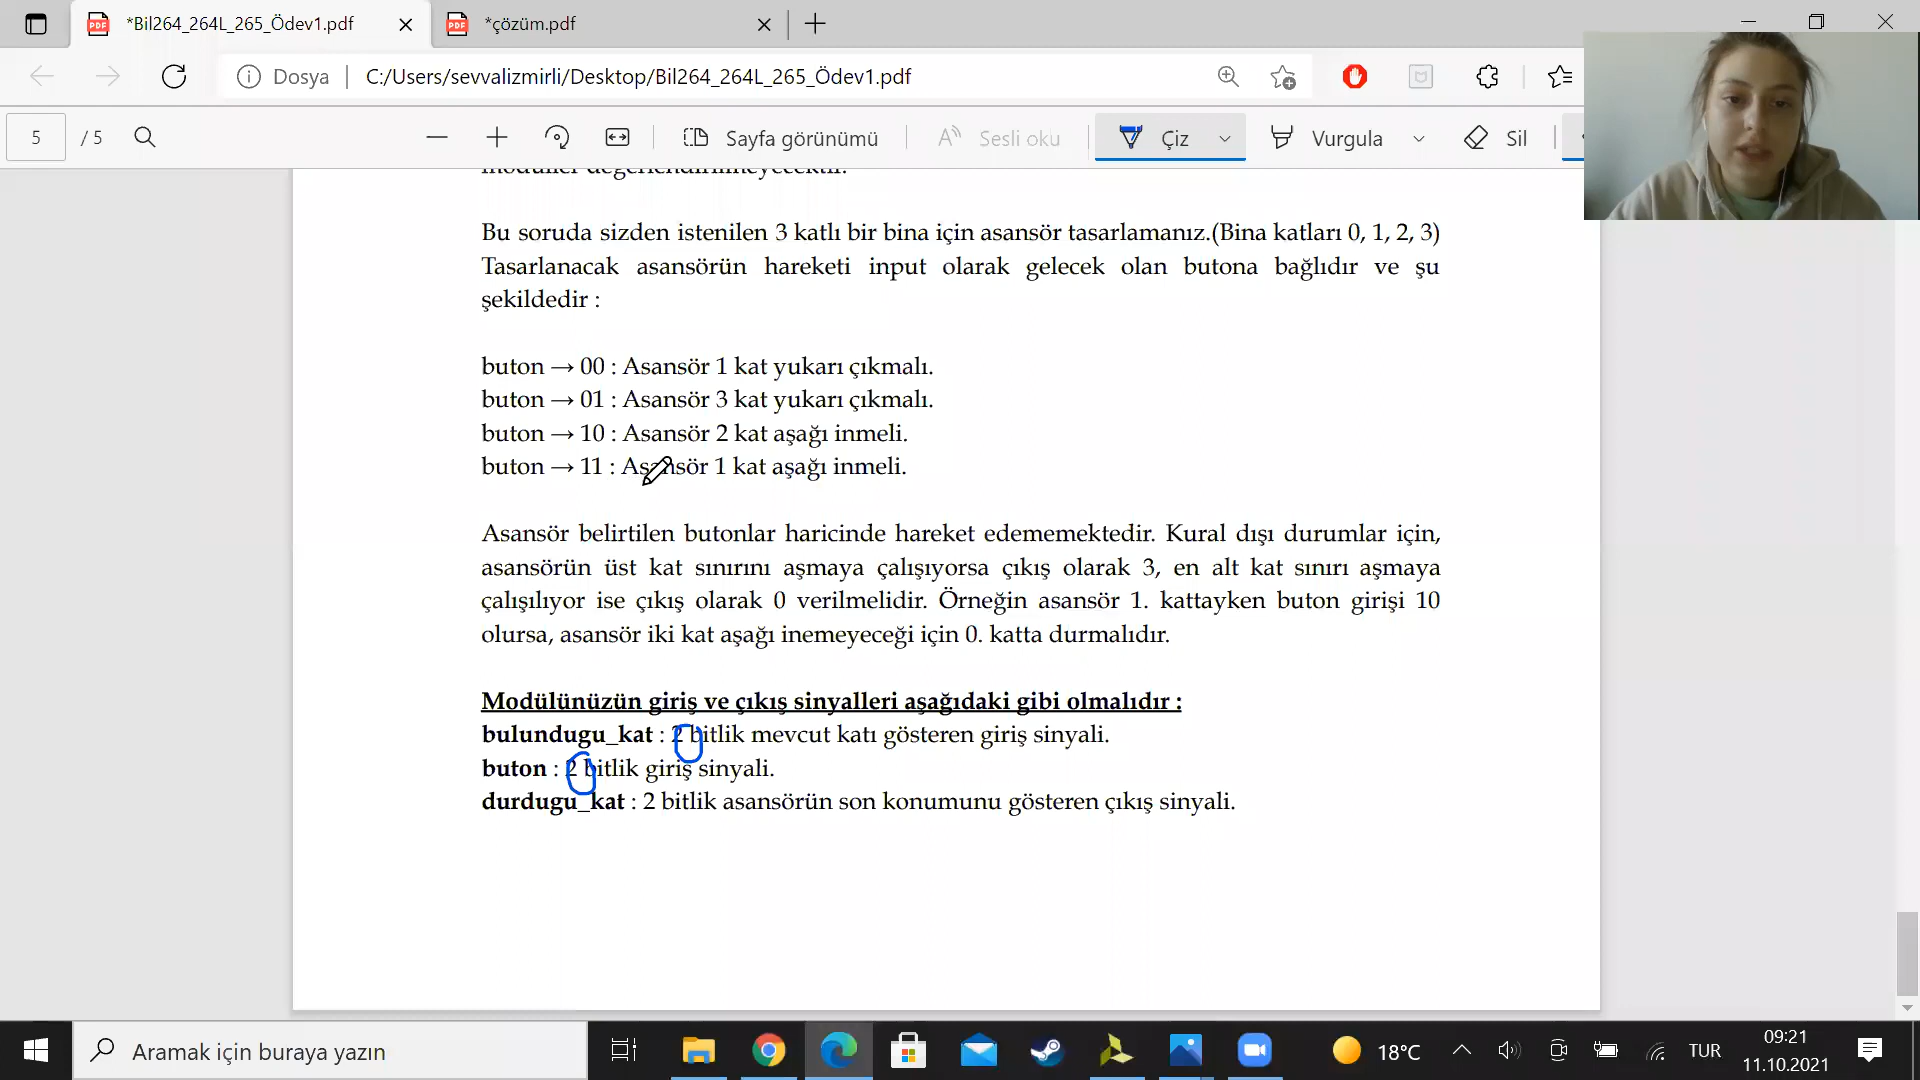 *Bil264_264L_265_Ödev1.pdf
*çözüm.pdf
Dosya
C:/Users/sevvalizmirli/Desktop/Bil264_264L_265_Ödev1.pdf
5 / 5
Sayfa görünümü
Sesli oku
Çiz
Vurgula
Sil
modüller değerlendirilmeyecektir.
Bu soruda sizden istenilen 3 katlı bir bina için asansör tasarlamanız.(Bina katları 0, 1, 2, 3)
Tasarlanacak asansörün hareketi input olarak gelecek olan butona bağlıdır ve şu
şekildedir :
buton → 00 : Asansör 1 kat yukarı çıkmalı.
buton → 01 : Asansör 3 kat yukarı çıkmalı.
buton → 10 : Asansör 2 kat aşağı inmeli.
buton → 11 : Asansör 1 kat aşağı inmeli.
Asansör belirtilen butonlar haricinde hareket edememektedir. Kural dışı durumlar için,
asansörün üst kat sınırını aşmaya çalışıyorsa çıkış olarak 3, en alt kat sınırı aşmaya
çalışılıyor ise çıkış olarak 0 verilmelidir. Örneğin asansör 1. kattayken buton girişi 10
olursa, asansör iki kat aşağı inemeyeceği için 0. katta durmalıdır.
Modülünüzün giriş ve çıkış sinyalleri aşağıdaki gibi olmalıdır :
bulundugu_kat : 2 bitlik mevcut katı gösteren giriş sinyali.
buton : 2 bitlik giriş sinyali.
durdugu_kat : 2 bitlik asansörün son konumunu gösteren çıkış sinyali.
Aramak için buraya yazın
18°C
TUR
09:21
11.10.2021